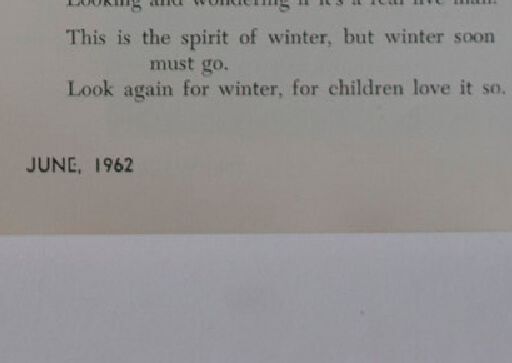 Looking and wondering if it's a real live man.
This is the spirit of winter, but winter soon
must go.
Look again for winter, for children love it so.
JUNE, 1962